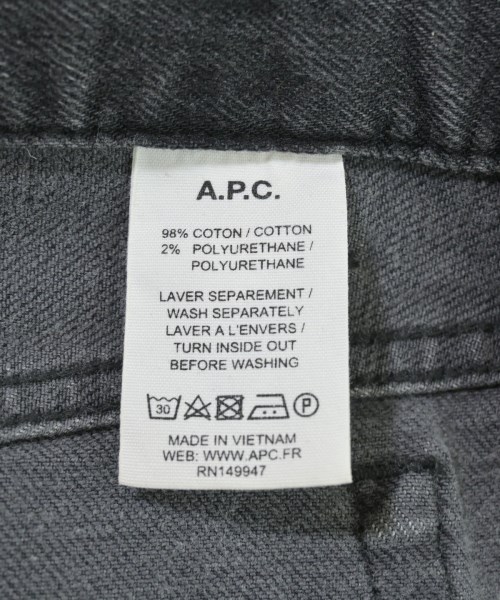 A.P.C.
98% COTON / COTTON
2% POLYURETHANE /
POLYURETHANE
LAVER SEPAREMENT /
WASH SEPARATELY
LAVER A L'ENVERS /
TURN INSIDE OUT
BEFORE WASHING
30 P
MADE IN VIETNAM
WEB: WWW.APC.FR
RN149947